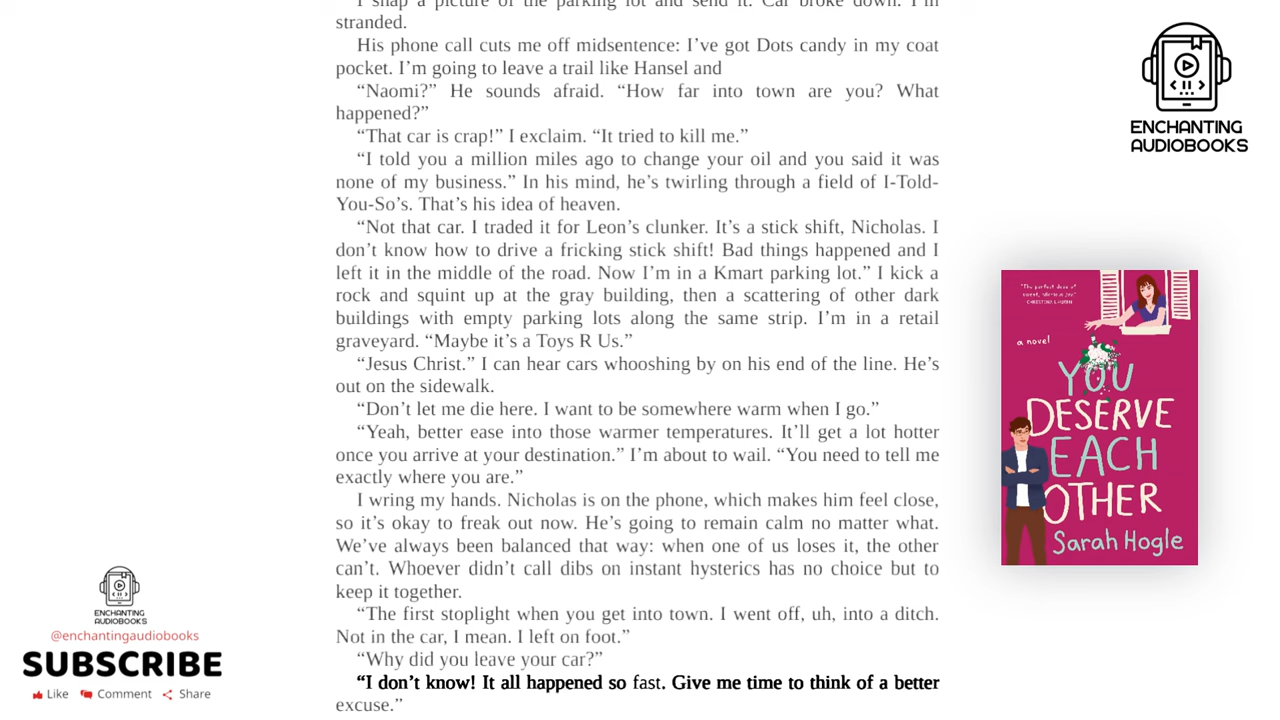 I snap a picture of the parking lot and send it. Car broke down. I'm
stranded.
His phone call cuts me off midsentence: I've got Dots candy in my coat
pocket. I'm going to leave a trail like Hansel and
“Naomi?” He sounds afraid. “How far into town are you? What
happened?”
“That car is crap!” I exclaim. “It tried to kill me.”
“I told you a million miles ago to change your oil and you said it was
none of my business.” In his mind, he's twirling through a field of I-Told-
You-So's. That's his idea of heaven.
“Not that car. I traded it for Leon's clunker. It's a stick shift, Nicholas. I
don't know how to drive a fricking stick shift! Bad things happened and I
left it in the middle of the road. Now I'm in a Kmart parking lot.” I kick a
rock and squint up at the gray building, then a scattering of other dark
buildings with empty parking lots along the same strip. I'm in a retail
graveyard. “Maybe it's a Toys R Us.”
“Jesus Christ.” I can hear cars whooshing by on his end of the line. He's
out on the sidewalk.
“Don't let me die here. I want to be somewhere warm when I go.”
“Yeah, better ease into those warmer temperatures. It'll get a lot hotter
once you arrive at your destination.” I'm about to wail. “You need to tell me
exactly where you are.”
I wring my hands. Nicholas is on the phone, which makes him feel close,
so it's okay to freak out now. He's going to remain calm no matter what.
We've always been balanced that way: when one of us loses it, the other
can't. Whoever didn't call dibs on instant hysterics has no choice but to
keep it together.
“The first stoplight when you get into town. I went off, uh, into a ditch.
Not in the car, I mean. I left on foot.”
“Why did you leave your car?”
“I don't know! It all happened so fast. Give me time to think of a better
excuse.”
ENCHANTING
AUDIOBOOKS
"The perfect dose of
a novel
YOU
DESERVE
EACH
OTHER
Sarah Hogle
ENCHANTING
AUDIOBOOKS
@enchantingaudiobooks
SUBSCRIBE
Like Comment Share